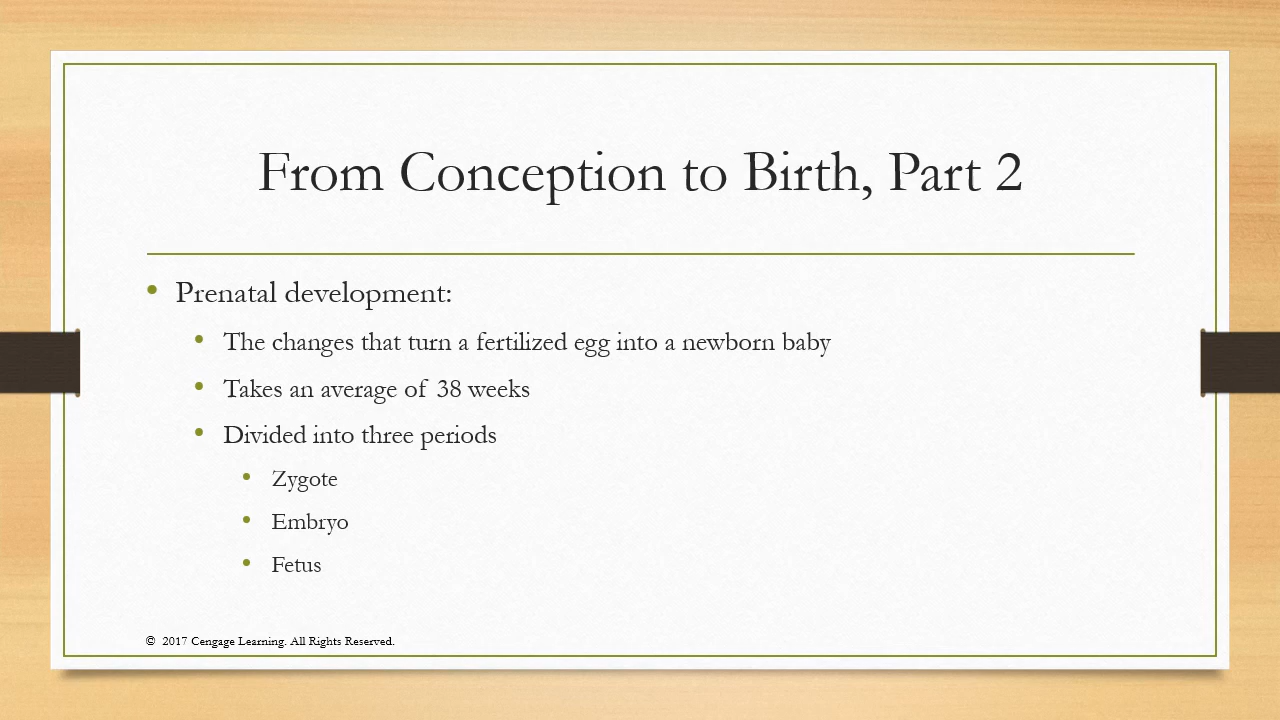 From Conception to Birth, Part 2
• Prenatal development:
• The changes that turn a fertilized egg into a newborn baby
• Takes an average of 38 weeks
• Divided into three periods
• Zygote
• Embryo
• Fetus
© 2017 Cengage Learning. All Rights Reserved.